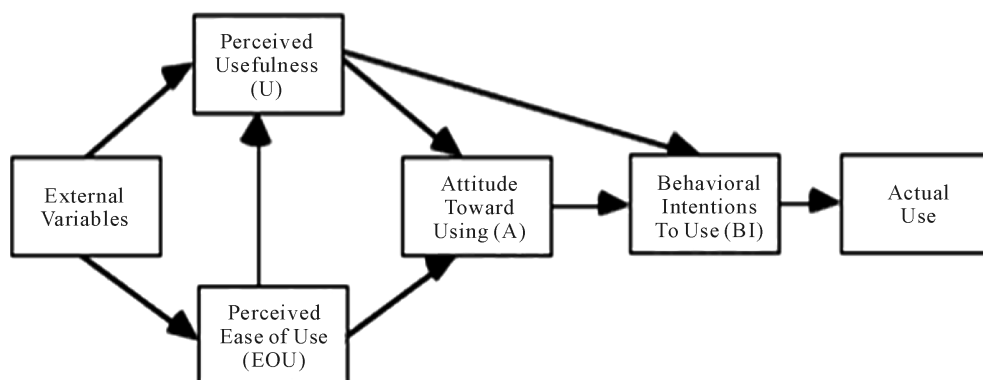 Perceived
Usefulness
(U)
External
Variables
Attitude
Toward
Using (A)
Behavioral
Intentions
To Use (BI)
Actual
Use
Perceived
Ease of Use
(EOU)